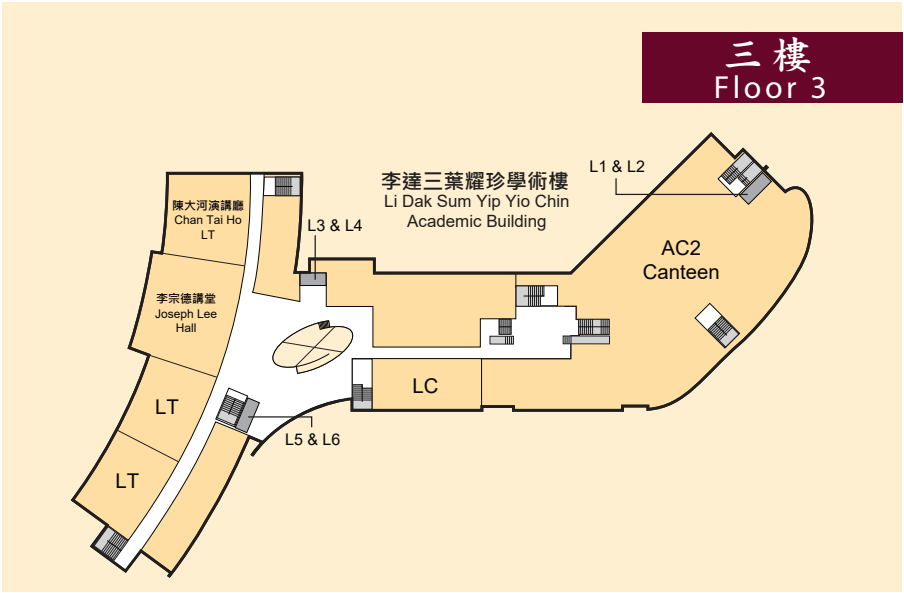 三樓
Floor 3
李達三葉耀珍學術樓
Li Dak Sum Yip Yio Chin
Academic Building
L1 & L2
陳大河演講廳
Chan Tai Ho
LT
L3 & L4
AC2
Canteen
李宗德講堂
Joseph Lee
Hall
LT
LC
L5 & L6
LT